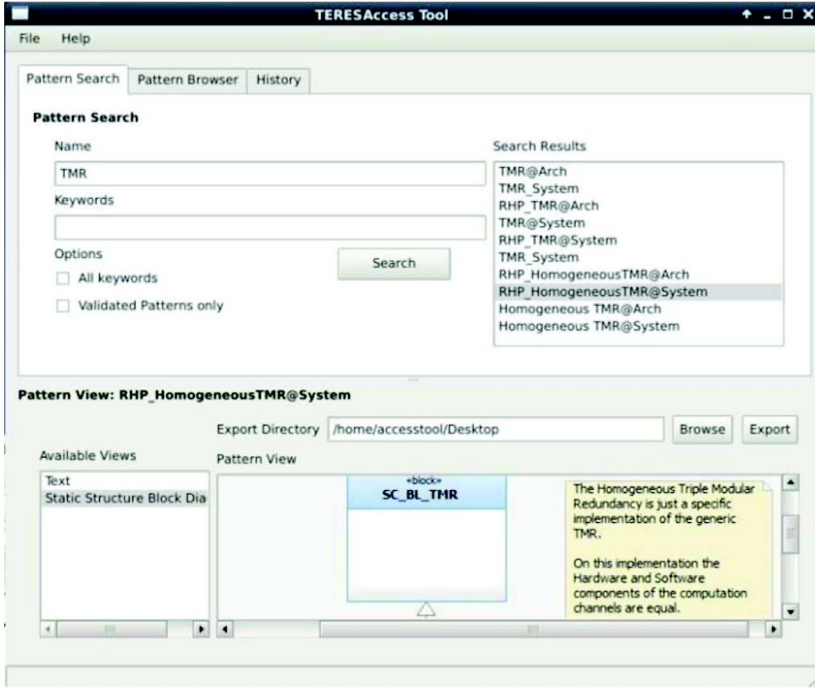 TERESAccess Tool
File Help
Pattern Search Pattern Browser History
Pattern Search
Name
TMR
Keywords
Options
All keywords
Validated Patterns only
Search
Search Results
TMR@Arch
TMR_System
RHP_TMR@Arch
TMR@System
RHP_TMR@System
TMR_System
RHP_HomogeneousTMR@Arch
RHP_HomogeneousTMR@System
Homogeneous TMR@Arch
Homogeneous TMR@System
Pattern View: RHP_HomogeneousTMR@System
Export Directory /home/accesstool/Desktop Browse Export
Available Views
Text
Static Structure Block Dia
Pattern View
«block»
SC_BL_TMR
The Homogeneous Triple Modular
Redundancy is just a specific
implementation of the generic
TMR.
On this implementation the
Hardware and Software
components of the computation
channels are equal.